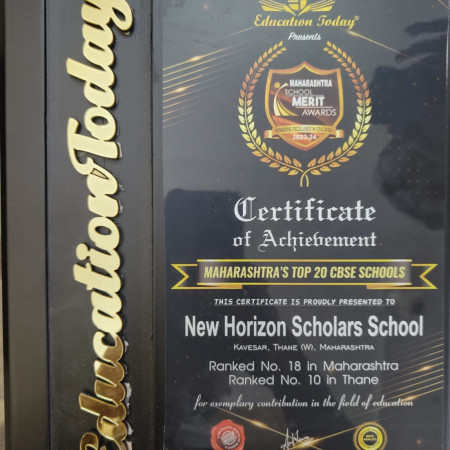 EducationToday
Education Today®
Presents
MAHARASHTRA
SCHOOL
MERIT
AWARDS
2023-24
Certificate
of Achievement
MAHARASHTRA'S TOP 20 CBSE SCHOOLS
THIS CERTIFICATE IS PROUDLY PRESENTED TO
New Horizon Scholars School
KAVESAR, THANE (W), MAHARASHTRA
Ranked No. 18 in Maharashtra
Ranked No. 10 in Thane
for exemplary contribution in the field of education